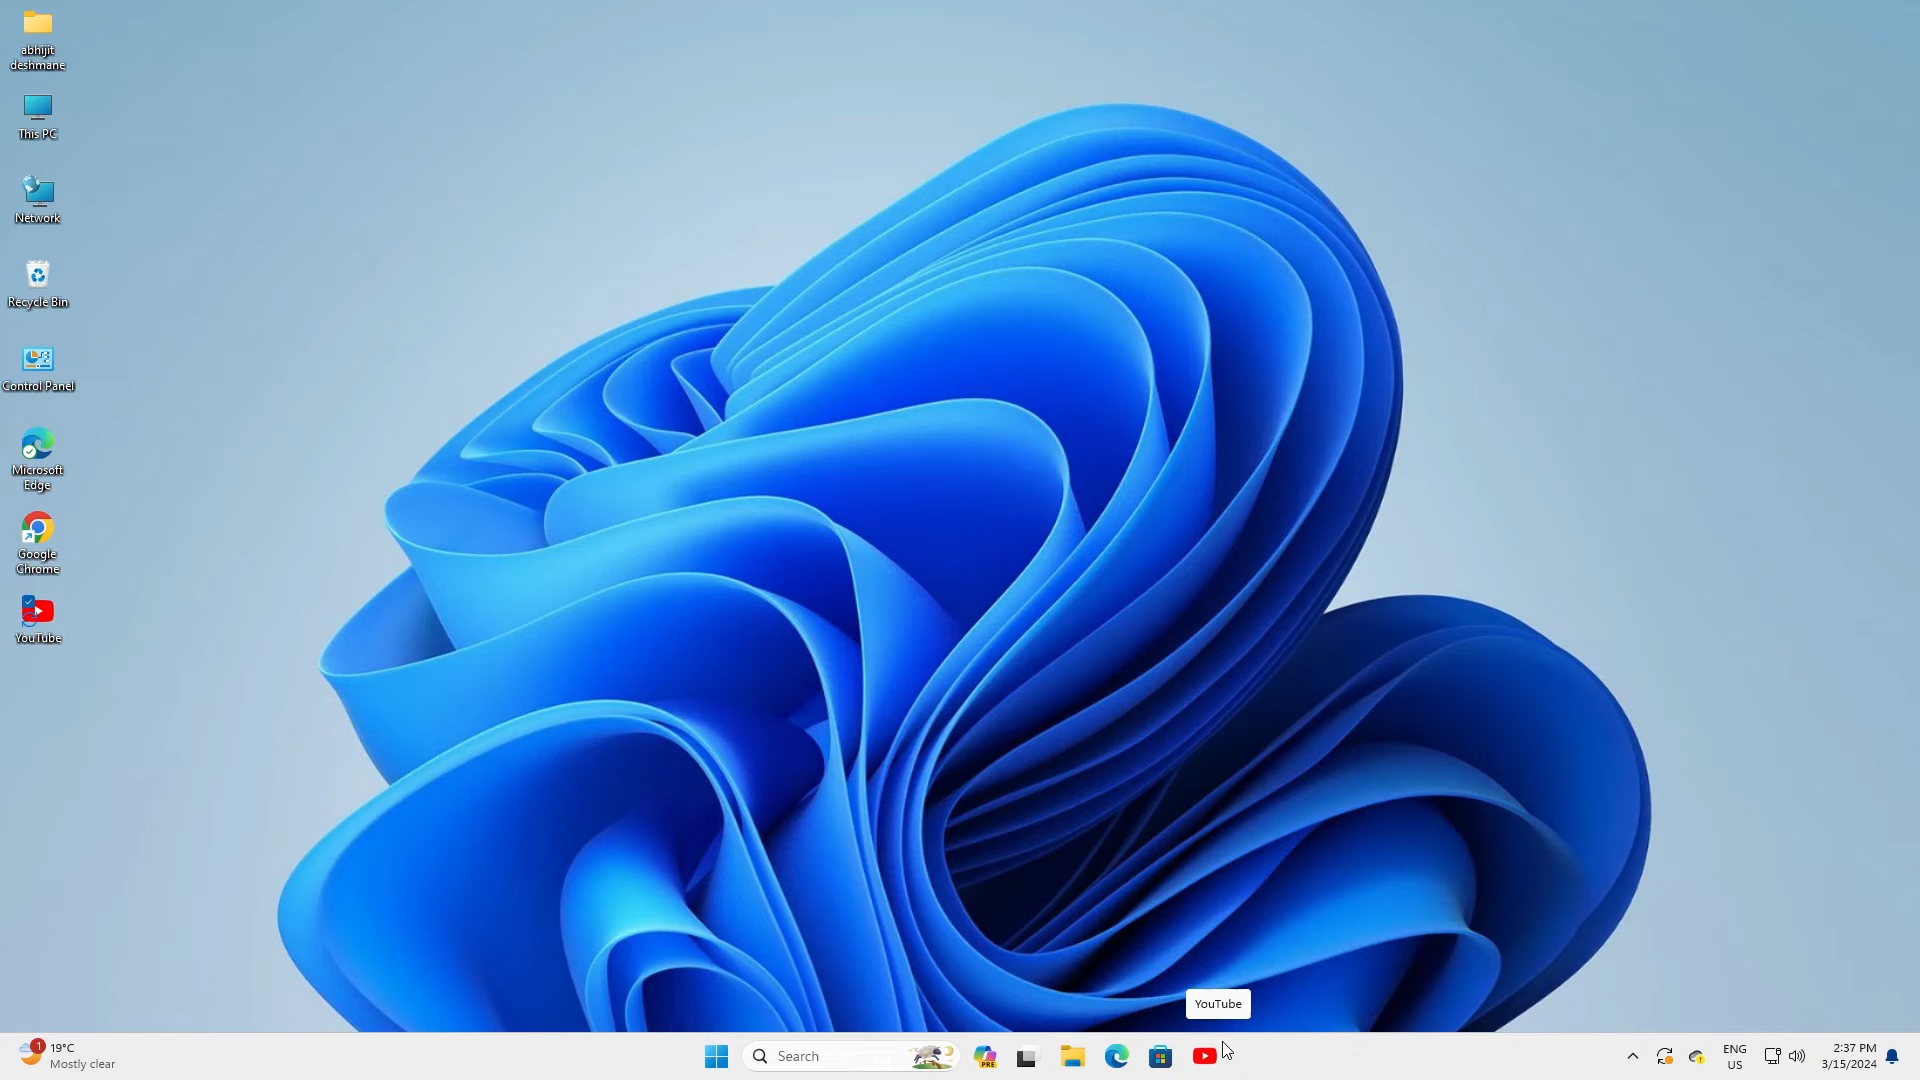 abhijit
deshmane
This PC
Network
Recycle Bin
Control Panel
Microsoft
Edge
Google
Chrome
YouTube
YouTube
1
19°C
Mostly clear
Search
PRE
ENG
US
2:37 PM
3/15/2024